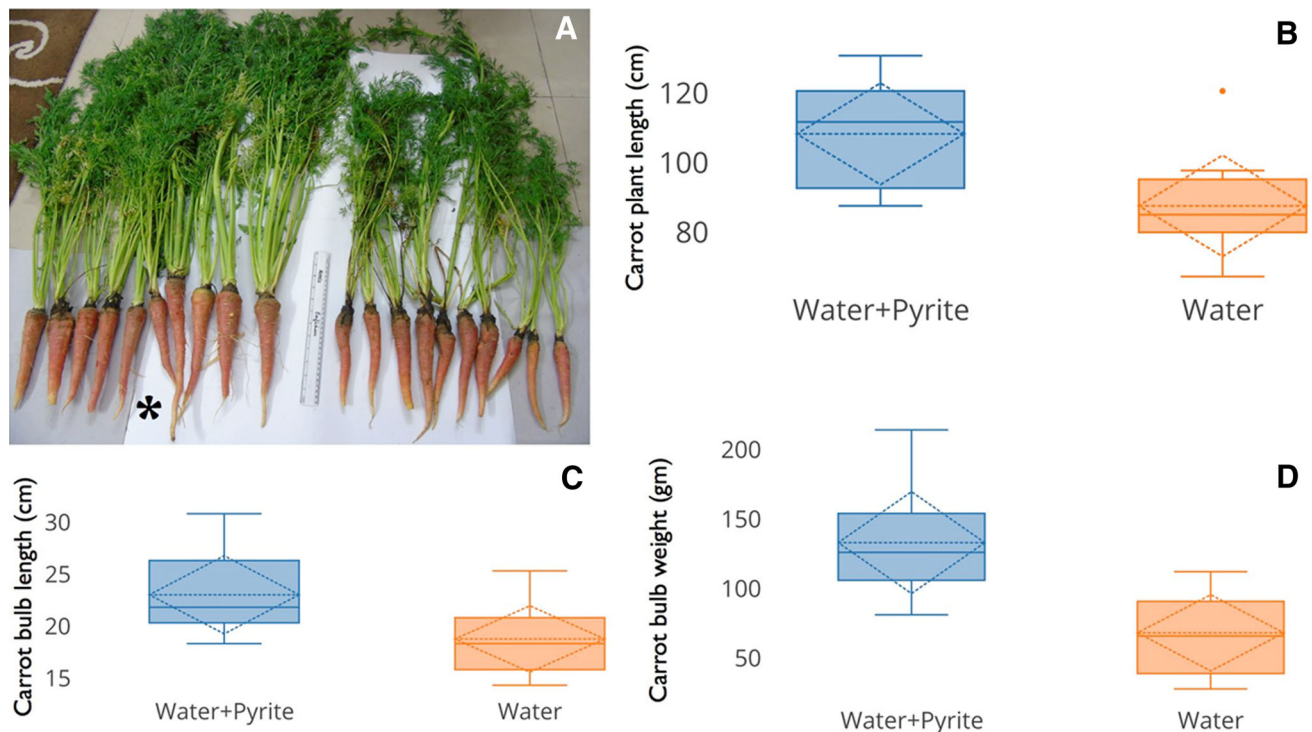 A
*
B
Carrot plant length (cm)
120
100
80
Water+Pyrite
Water
C
Carrot bulb length (cm)
30
25
20
15
Water+Pyrite
Water
D
Carrot bulb weight (gm)
200
150
100
50
Water+Pyrite
Water